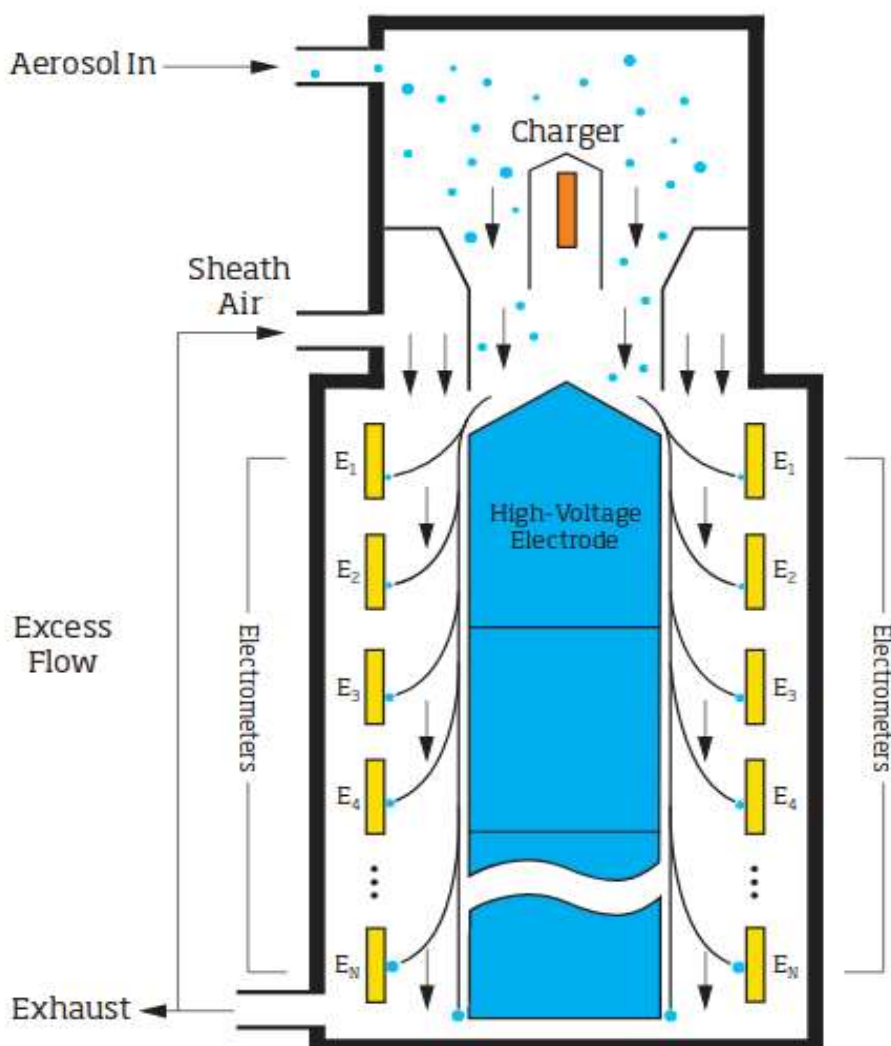 Aerosol In
Charger
Sheath
Air
E1
E1
High-Voltage
Electrode
E2
E2
Excess
Flow
Electrometers
Electrometers
E3
E3
E4
E4
EN
EN
Exhaust